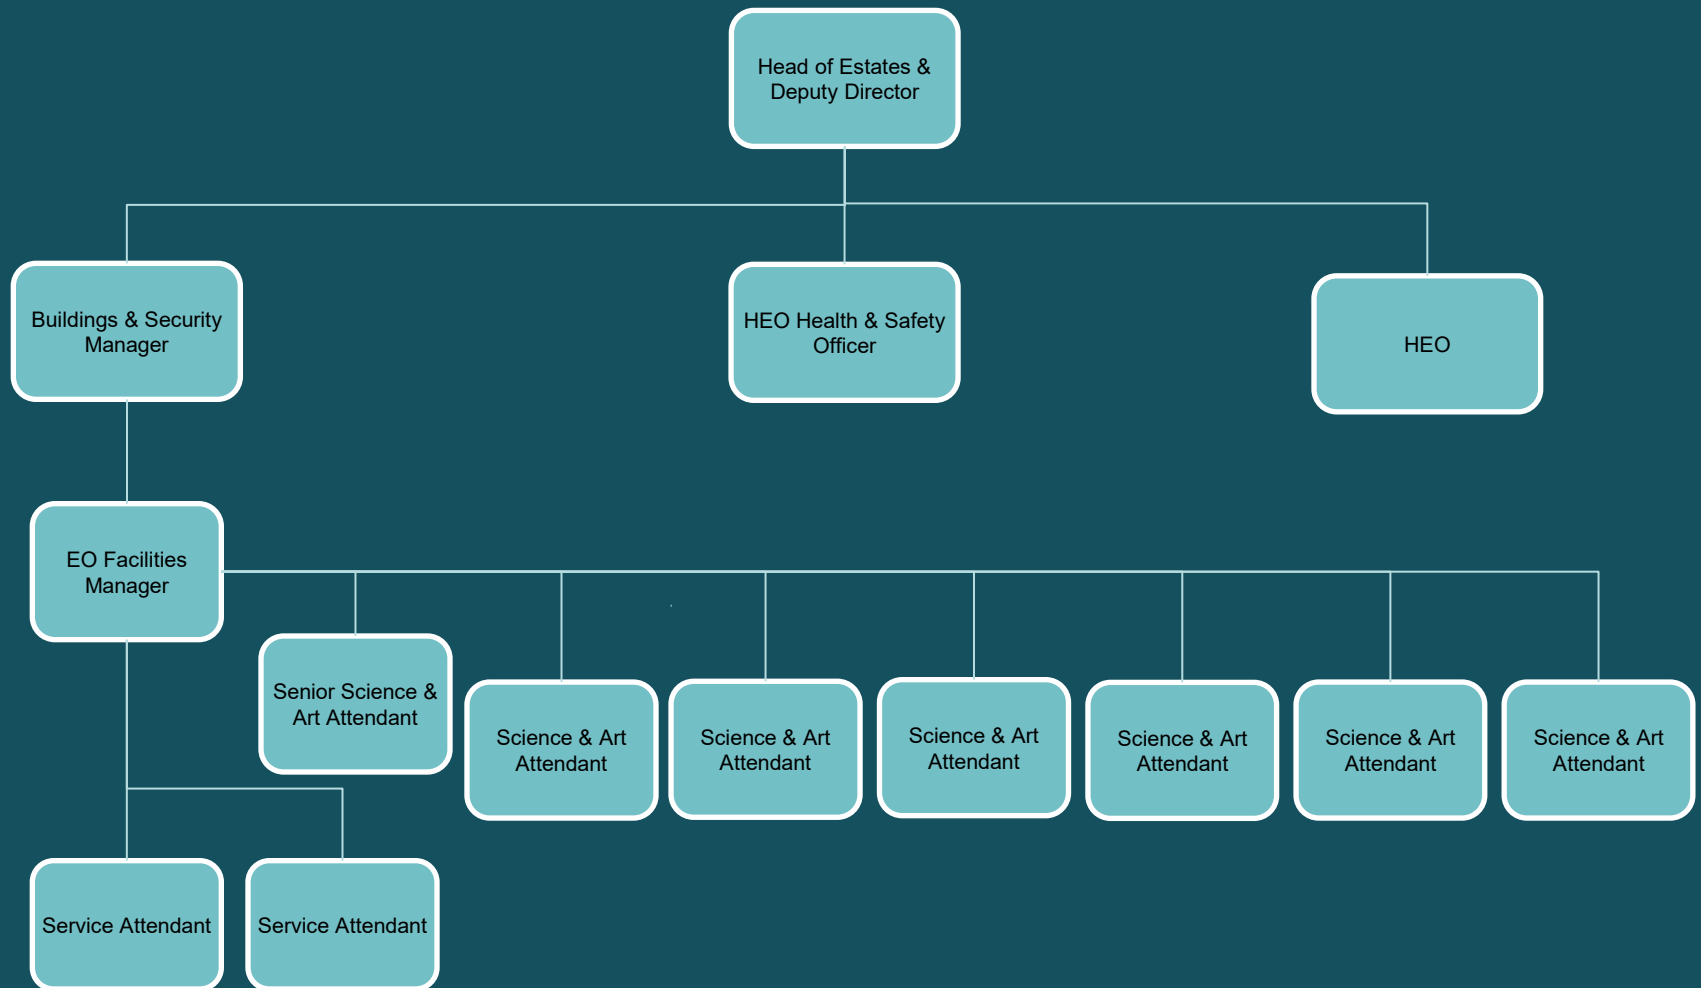 Head of Estates &
Deputy Director
Buildings & Security
Manager
HEO Health & Safety
Officer
HEO
EO Facilities
Manager
Senior Science &
Art Attendant
Science & Art
Attendant
Science & Art
Attendant
Science & Art
Attendant
Science & Art
Attendant
Science & Art
Attendant
Science & Art
Attendant
Service Attendant
Service Attendant